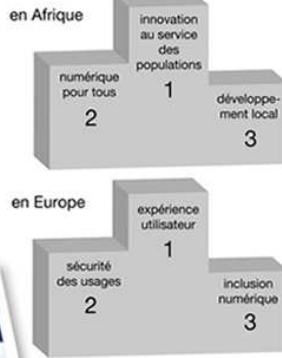 en Afrique
innovation
au service
des
populations
1
numérique
pour tous
2
développe-
ment local
3
en Europe
expérience
utilisateur
1
sécurité
des usages
2
inclusion
numérique
3